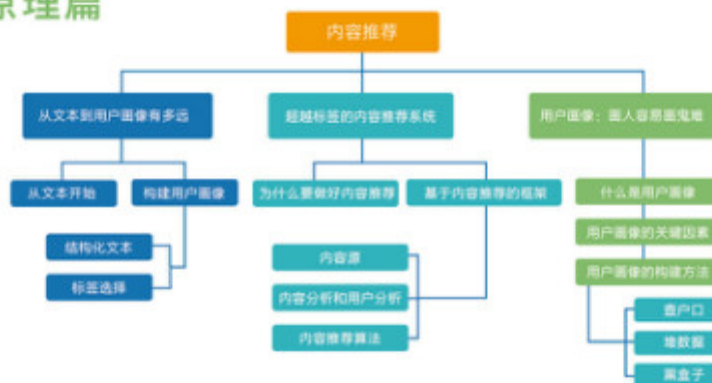 原理篇
内容推荐
从文本到用户画像有多远
超越标签的内容推荐系统
用户画像：画人容易画鬼难
从文本开始
构建用户画像
为什么要做好内容推荐
基于内容推荐的框架
什么是用户画像
结构化文本
标签选择
内容源
内容分析和用户分析
内容推荐算法
用户画像的关键因素
用户画像的构建方法
查户口
堆数据
黑盒子